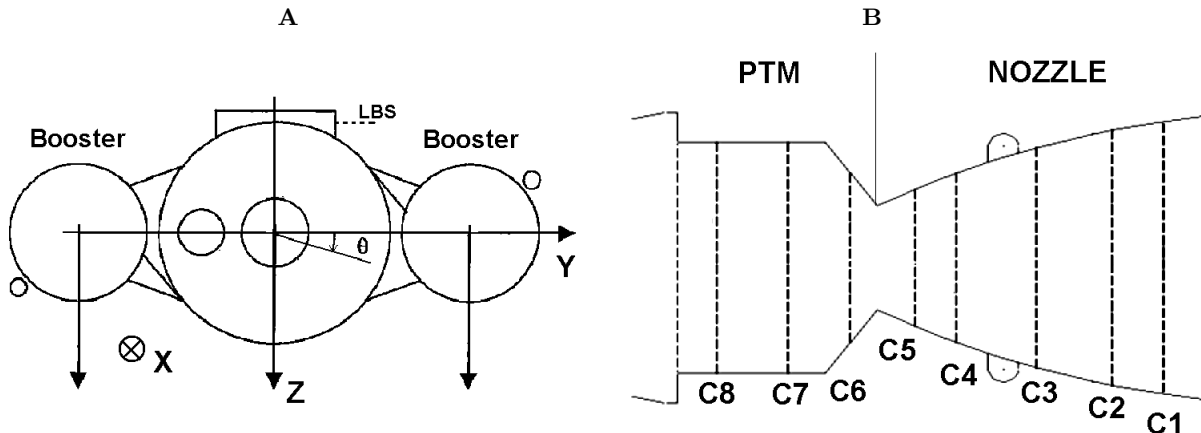 A
LBS
Booster
Booster
θ
Y
X
Z
B
PTM
NOZZLE
C8
C7
C6
C5
C4
C3
C2
C1